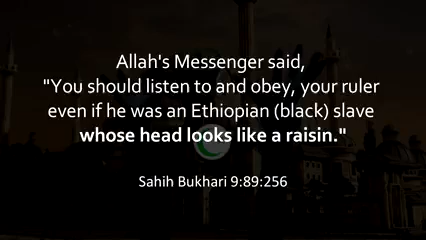 Allah's Messenger said,
"You should listen to and obey, your ruler
even if he was an Ethiopian (black) slave
whose head looks like a raisin."
Sahih Bukhari 9:89:256